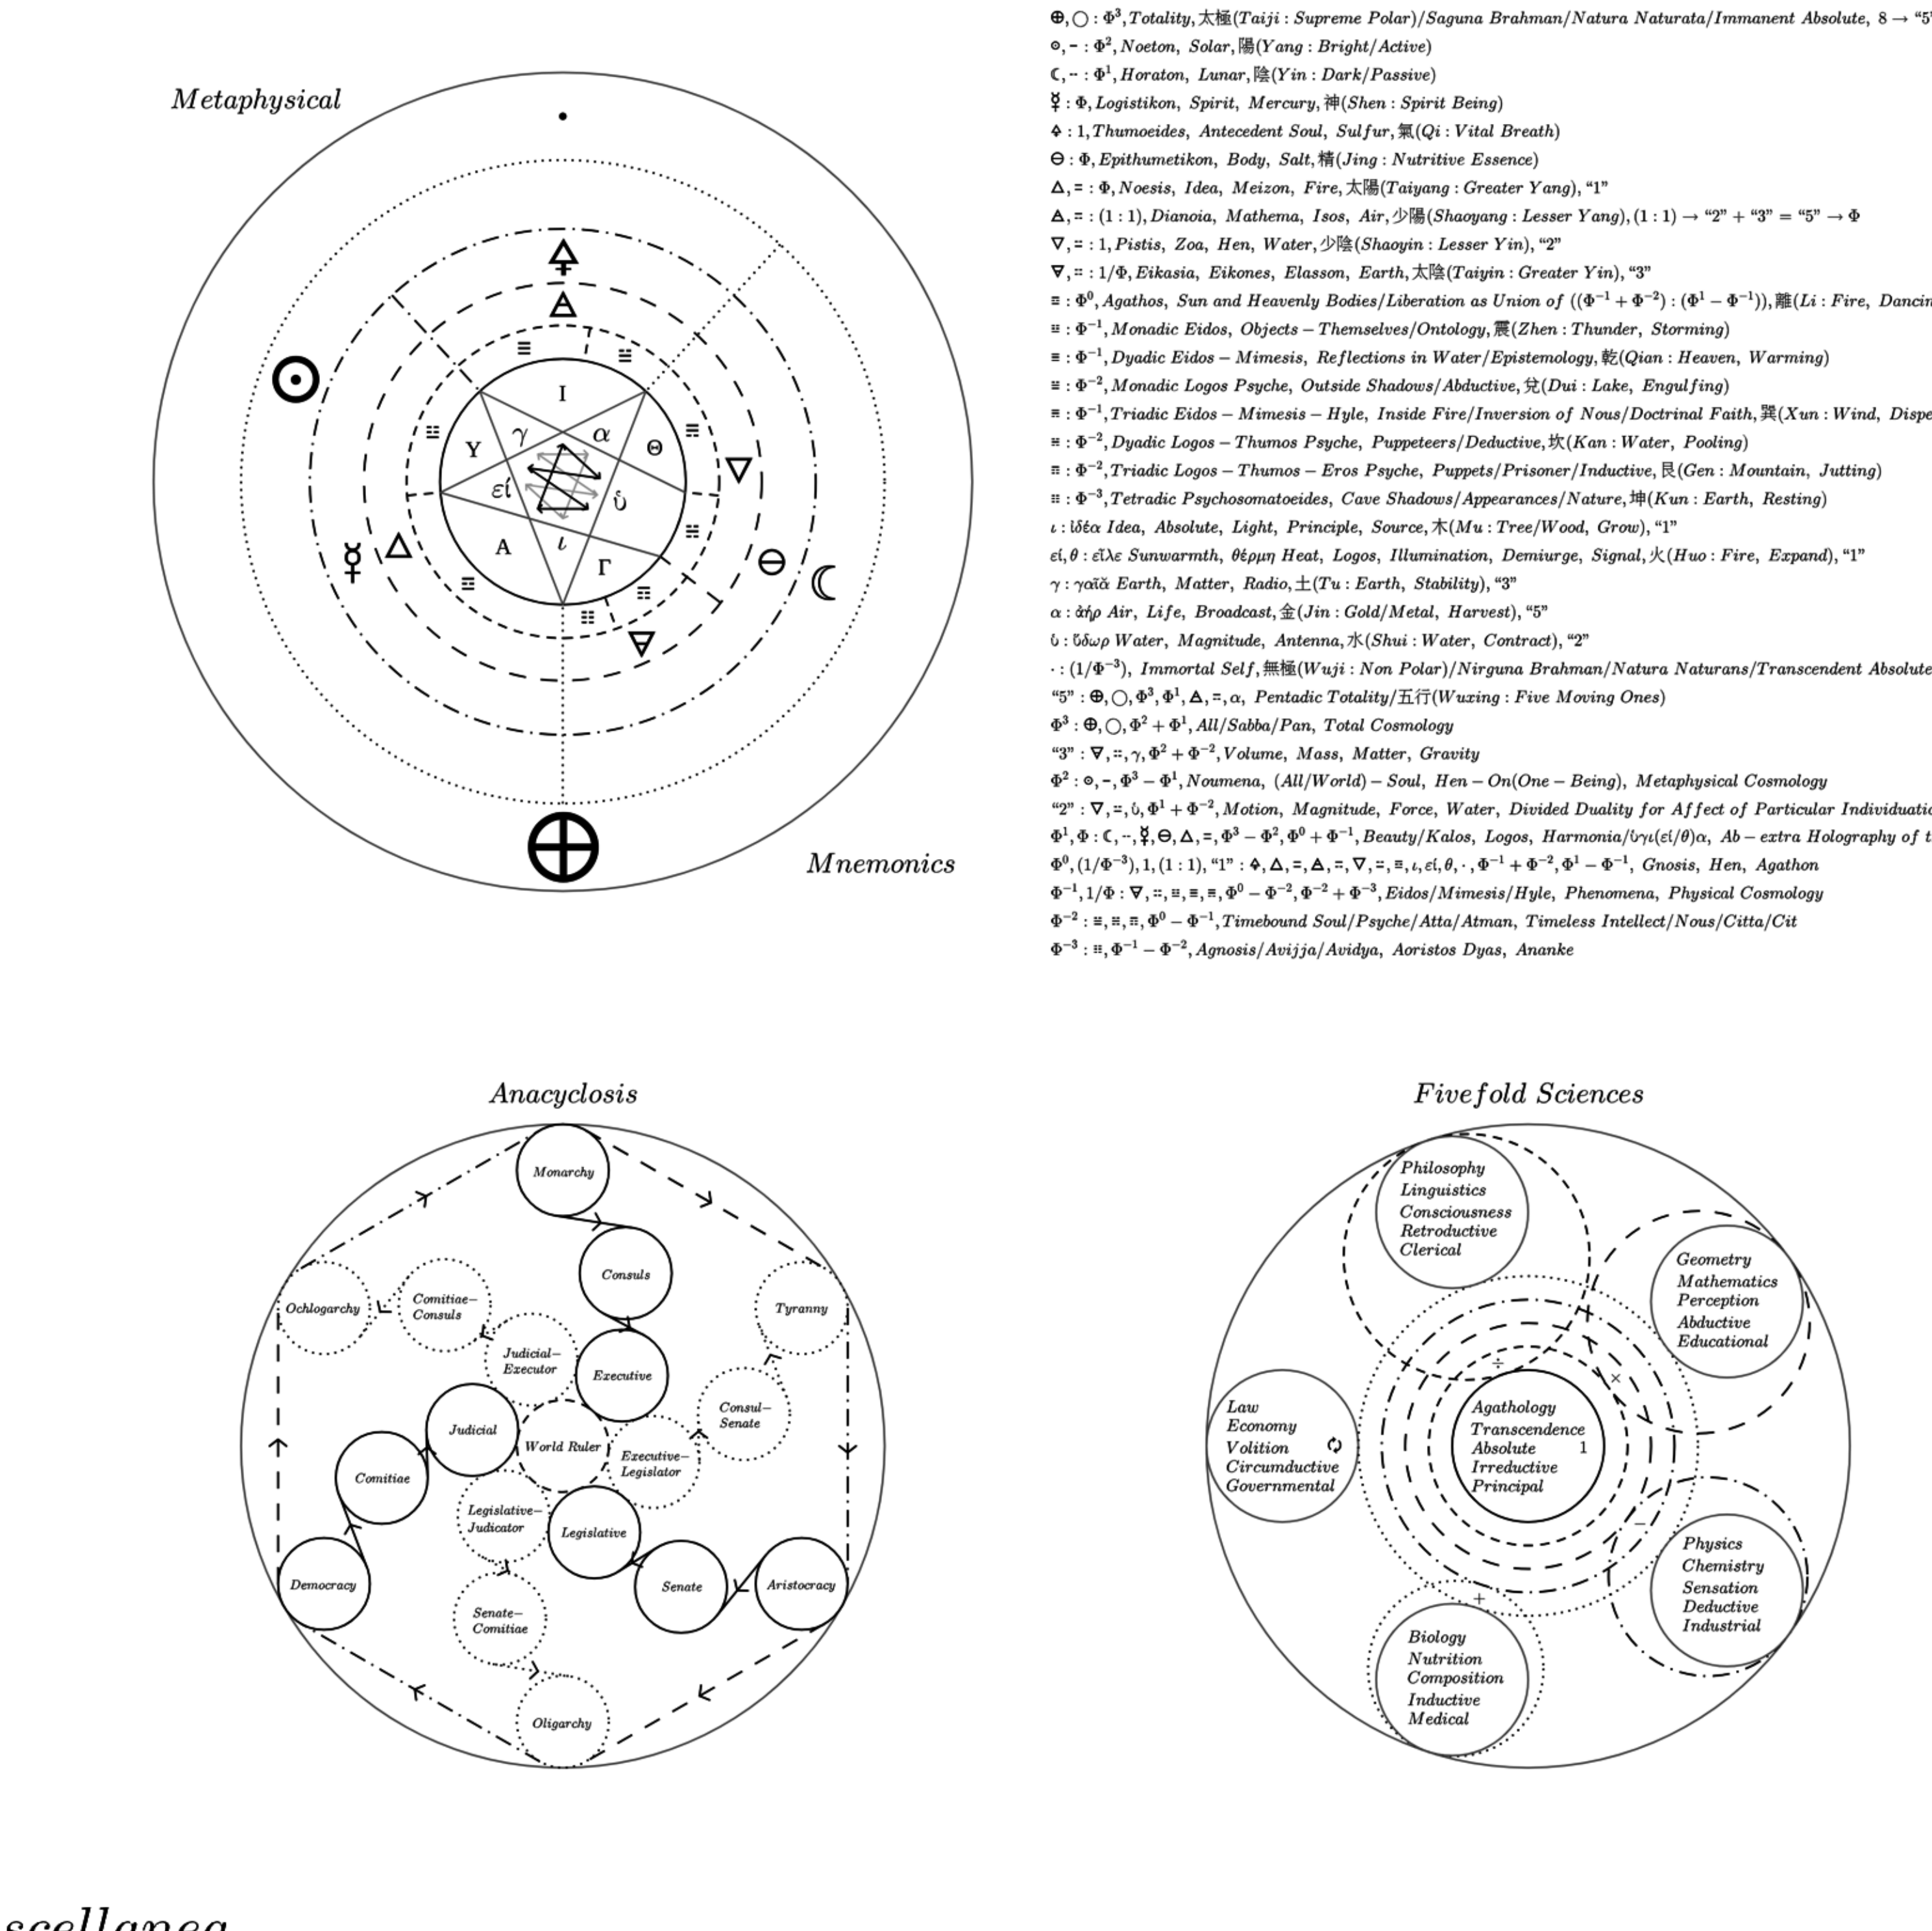 Metaphysical
Mnemonics
I
γ
α
Υ
Θ
εί
ὑ
ι
Α
Γ
⊕, ◯ : Φ³, Totality, 太極(Taiji : Supreme Polar)/Saguna Brahman/Natura Naturata/Immanent Absolute, 8 → “5”
⊙, ⚊ : Φ², Noeton, Solar, 陽(Yang : Bright/Active)
☾, ⚋ : Φ¹, Horaton, Lunar, 陰(Yin : Dark/Passive)
☿ : Φ, Logistikon, Spirit, Mercury, 神(Shen : Spirit Being)
🜍 : 1, Thumoeides, Antecedent Soul, Sulfur, 氣(Qi : Vital Breath)
⊖ : Φ, Epithumetikon, Body, Salt, 精(Jing : Nutritive Essence)
🜂, ⚌ : Φ, Noesis, Idea, Meizon, Fire, 太陽(Taiyang : Greater Yang), “1”
🜁, ⚍ : (1 : 1), Dianoia, Mathema, Isos, Air, 少陽(Shaoyang : Lesser Yang), (1 : 1) → “2” + “3” = “5” → Φ
🜄, ⚎ : 1, Pistis, Zoa, Hen, Water, 少陰(Shaoyin : Lesser Yin), “2”
🜃, ⚏ : 1/Φ, Eikasia, Eikones, Elasson, Earth, 太陰(Taiyin : Greater Yin), “3”
☲ : Φ⁰, Agathos, Sun and Heavenly Bodies/Liberation as Union of ((Φ⁻¹ + Φ⁻²) : (Φ¹ − Φ⁻¹)), 離(Li : Fire,
☳ : Φ⁻¹, Monadic Eidos, Objects − Themselves/Ontology, 震(Zhen : Thunder, Storming)
☰ : Φ⁻¹, Dyadic Eidos − Mimesis, Reflections in Water/Epistemology, 乾(Qian : Heaven, Warming)
☱ : Φ⁻², Monadic Logos Psyche, Outside Shadows/Abductive, 兌(Dui : Lake, Engulfing)
☴ : Φ⁻¹, Triadic Eidos − Mimesis − Hyle, Inside Fire/Inversion of Nous/Doctrinal Faith, 巽(Xun : Wind,
☵ : Φ⁻², Dyadic Logos − Thumos Psyche, Puppeteers/Deductive, 坎(Kan : Water, Pooling)
☶ : Φ⁻², Triadic Logos − Thumos − Eros Psyche, Puppets/Prisoner/Inductive, 艮(Gen : Mountain, Jutting)
☷ : Φ⁻³, Tetradic Psychosomatoeides, Cave Shadows/Appearances/Nature, 坤(Kun : Earth, Resting)
ι : ἰδέα Idea, Absolute, Light, Principle, Source, 木(Mu : Tree/Wood, Grow), “1”
εί, θ : εἵλε Sunwarmth, θέρμη Heat, Logos, Illumination, Demiurge, Signal, 火(Huo : Fire, Expand), “1”
γ : γαῖᾰ Earth, Matter, Radio, 土(Tu : Earth, Stability), “3”
α : ἀήρ Air, Life, Broadcast, 金(Jin : Gold/Metal, Harvest), “5”
ὑ : ὕδωρ Water, Magnitude, Antenna, 水(Shui : Water, Contract), “2”
· : (1/Φ⁻³), Immortal Self, 無極(Wuji : Non Polar)/Nirguna Brahman/Natura Naturans/Transcendent Absolute
“5” : ⊕, ◯, Φ³, Φ¹, 🜁, ⚍, α, Pentadic Totality/五行(Wuxing : Five Moving Ones)
Φ³ : ⊕, ◯, Φ² + Φ¹, All/Sabba/Pan, Total Cosmology
“3” : 🜃, ⚏, γ, Φ² + Φ⁻², Volume, Mass, Matter, Gravity
Φ² : ⊙, ⚊, Φ³ − Φ¹, Noumena, (All/World) − Soul, Hen − On(One − Being), Metaphysical Cosmology
“2” : 🜄, ⚎, ὑ, Φ¹ + Φ⁻², Motion, Magnitude, Force, Water, Divided Duality for Affect of Particular
Φ¹, Φ : ☾, ⚋, ☿, ⊖, 🜂, ⚌, Φ³ − Φ², Φ⁰ + Φ⁻¹, Beauty/Kalos, Logos, Harmonia/ὑγι(εί/θ)α, Ab − extra Holography of
Φ⁰, (1/Φ⁻³), 1, (1 : 1), “1” : 🜍, 🜂, ⚌, 🜁, ⚍, 🜄, ⚎, ☲, ι, εί, θ, ·, Φ⁻¹ + Φ⁻², Φ¹ − Φ⁻¹, Gnosis, Hen, Agathon
Φ⁻¹, 1/Φ : 🜃, ⚏, ☳, ☰, ☴, Φ⁰ − Φ⁻², Φ⁻² + Φ⁻³, Eidos/Mimesis/Hyle, Phenomena, Physical Cosmology
Φ⁻² : ☱, ☵, ☶, Φ⁰ − Φ⁻¹, Timebound Soul/Psyche/Atta/Atman, Timeless Intellect/Nous/Citta/Cit
Φ⁻³ : ☷, Φ⁻¹ − Φ⁻², Agnosis/Avijja/Avidya, Aoristos Dyas, Ananke
Anacyclosis
Monarchy
Consuls
Ochlogarchy
Comitiae−
Consuls
Tyranny
Judicial−
Executor
Executive
Consul−
Senate
Judicial
World Ruler
Executive−
Legislator
Comitiae
Legislative−
Judicator
Legislative
Democracy
Senate
Aristocracy
Senate−
Comitiae
Oligarchy
Fivefold Sciences
Philosophy
Linguistics
Consciousness
Retroductive
Clerical
Geometry
Mathematics
Perception
Abductive
Educational
÷
×
Law
Economy
Volition
Circumductive
Governmental
Agathology
Transcendence
Absolute 1
Irreductive
Principal
−
+
Physics
Chemistry
Sensation
Deductive
Industrial
Biology
Nutrition
Composition
Inductive
Medical
scellanea